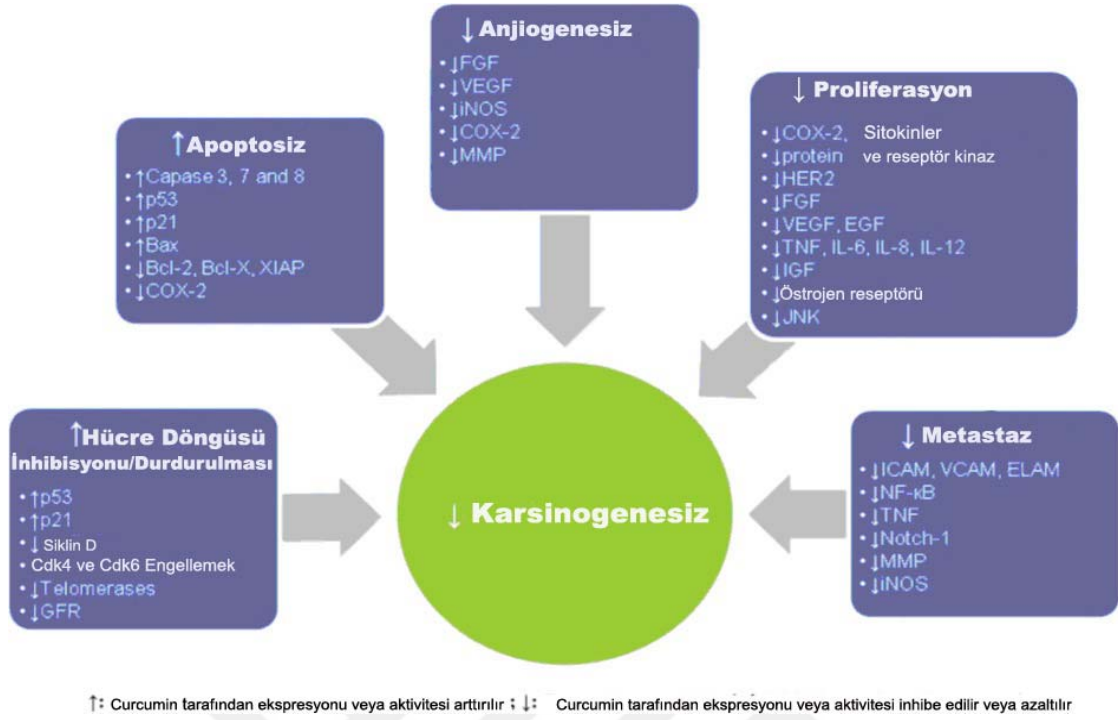 ↓ Anjiogenesiz
• ↓FGF
• ↓VEGF
• ↓iNOS
• ↓COX-2
• ↓MMP
↓ Proliferasyon
• ↓COX-2, Sitokinler
• ↓protein ve reseptör kinaz
• ↓HER2
• ↓FGF
• ↓VEGF, EGF
• ↓TNF, IL-6, IL-8, IL-12
• ↓IGF
• ↓Östrojen reseptörü
• ↓JNK
↑Apoptosiz
• ↑Capase 3, 7 and 8
• ↑p53
• ↑p21
• ↑Bax
• ↓Bcl-2, Bcl-X, XIAP
• ↓COX-2
↑Hücre Döngüsü
İnhibisyonu/Durdurulması
• ↑p53
• ↑p21
• ↓ Siklin D
• Cdk4 ve Cdk6 Engellemek
• ↓Telomerases
• ↓GFR
↓ Karsinogenesiz
↓ Metastaz
• ↓ICAM, VCAM, ELAM
• ↓NF-κB
• ↓TNF
• ↓Notch-1
• ↓MMP
• ↓iNOS
↑: Curcumin tarafından ekspresyonu veya aktivitesi arttırılır ; ↓: Curcumin tarafından ekspresyonu veya aktivitesi inhibe edilir veya azaltılır